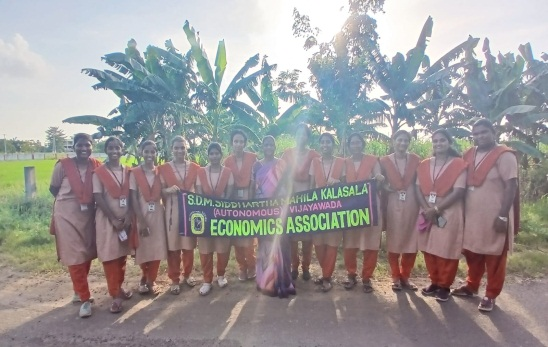 S.D.M. SIDDHARTHA MAHILA KALASALA
(AUTONOMOUS) VIJAYAWADA
ECONOMICS ASSOCIATION